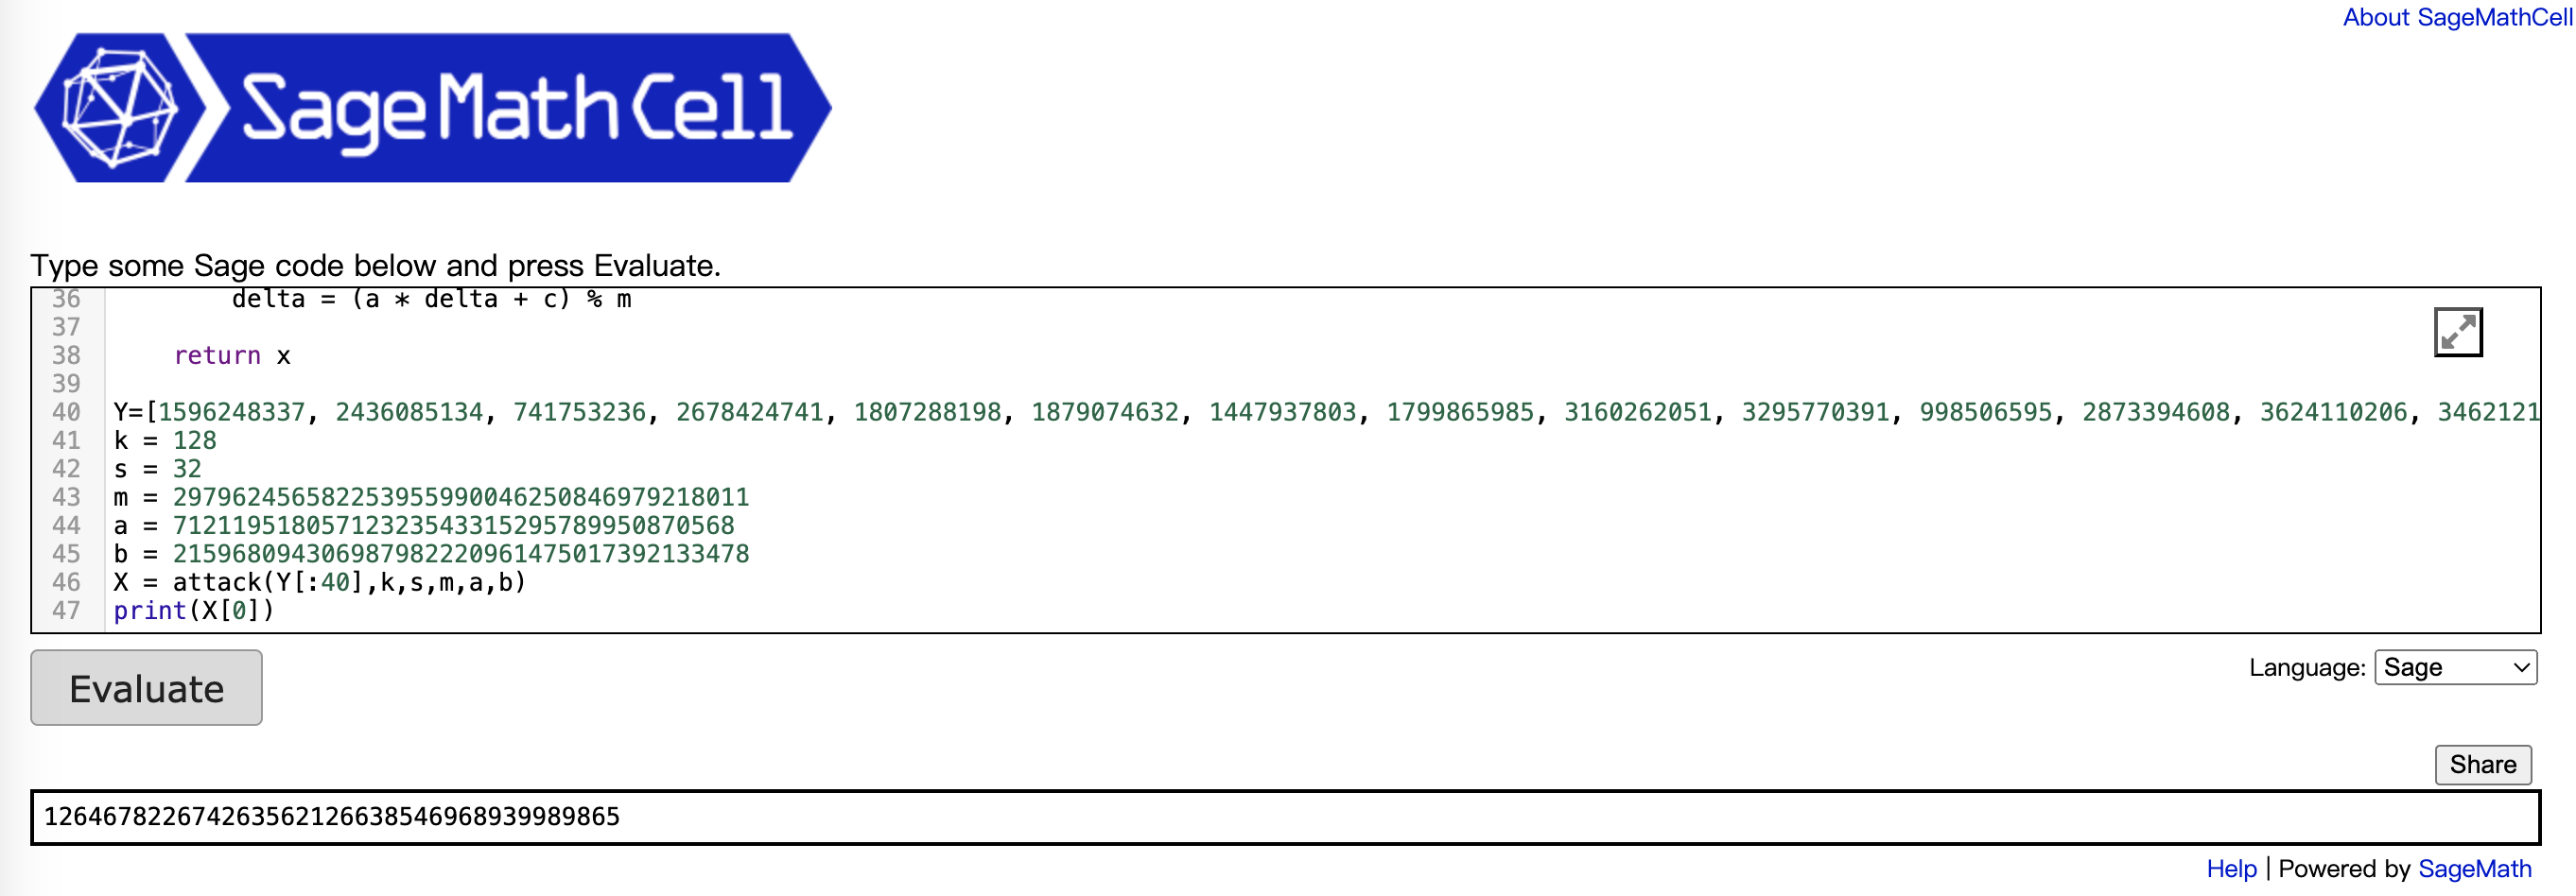 About SageMathCell
SageMathCell
Type some Sage code below and press Evaluate.
36 delta = (a * delta + c) % m
37
38 return x
39
40 Y=[1596248337, 2436085134, 741753236, 2678424741, 1807288198, 1879074632, 1447937803, 1799865985, 3160262051, 3295770391, 998506595, 2873394608, 3624110206, 3462121
41 k = 128
42 s = 32
43 m = 297962456582253955990046250846979218011
44 a = 71211951805712323543315295789950870568
45 b = 215968094306987982220961475017392133478
46 X = attack(Y[:40],k,s,m,a,b)
47 print(X[0])
Evaluate
Language: Sage
Share
126467822674263562126638546968939989865
Help | Powered by SageMath